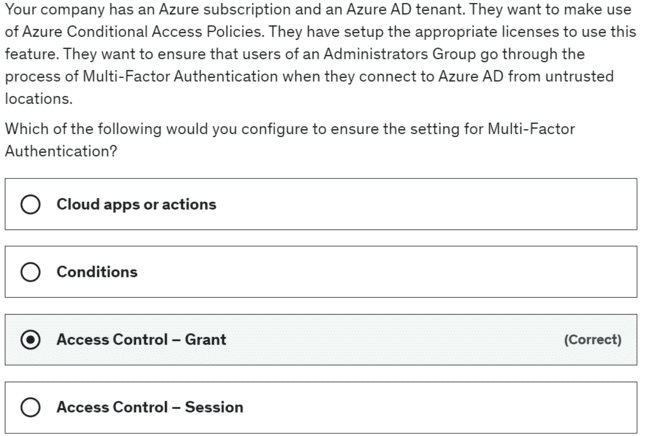 Your company has an Azure subscription and an Azure AD tenant. They want to make use
of Azure Conditional Access Policies. They have setup the appropriate licenses to use this
feature. They want to ensure that users of an Administrators Group go through the
process of Multi-Factor Authentication when they connect to Azure AD from untrusted
locations.
Which of the following would you configure to ensure the setting for Multi-Factor
Authentication?
Cloud apps or actions
Conditions
Access Control – Grant (Correct)
Access Control – Session